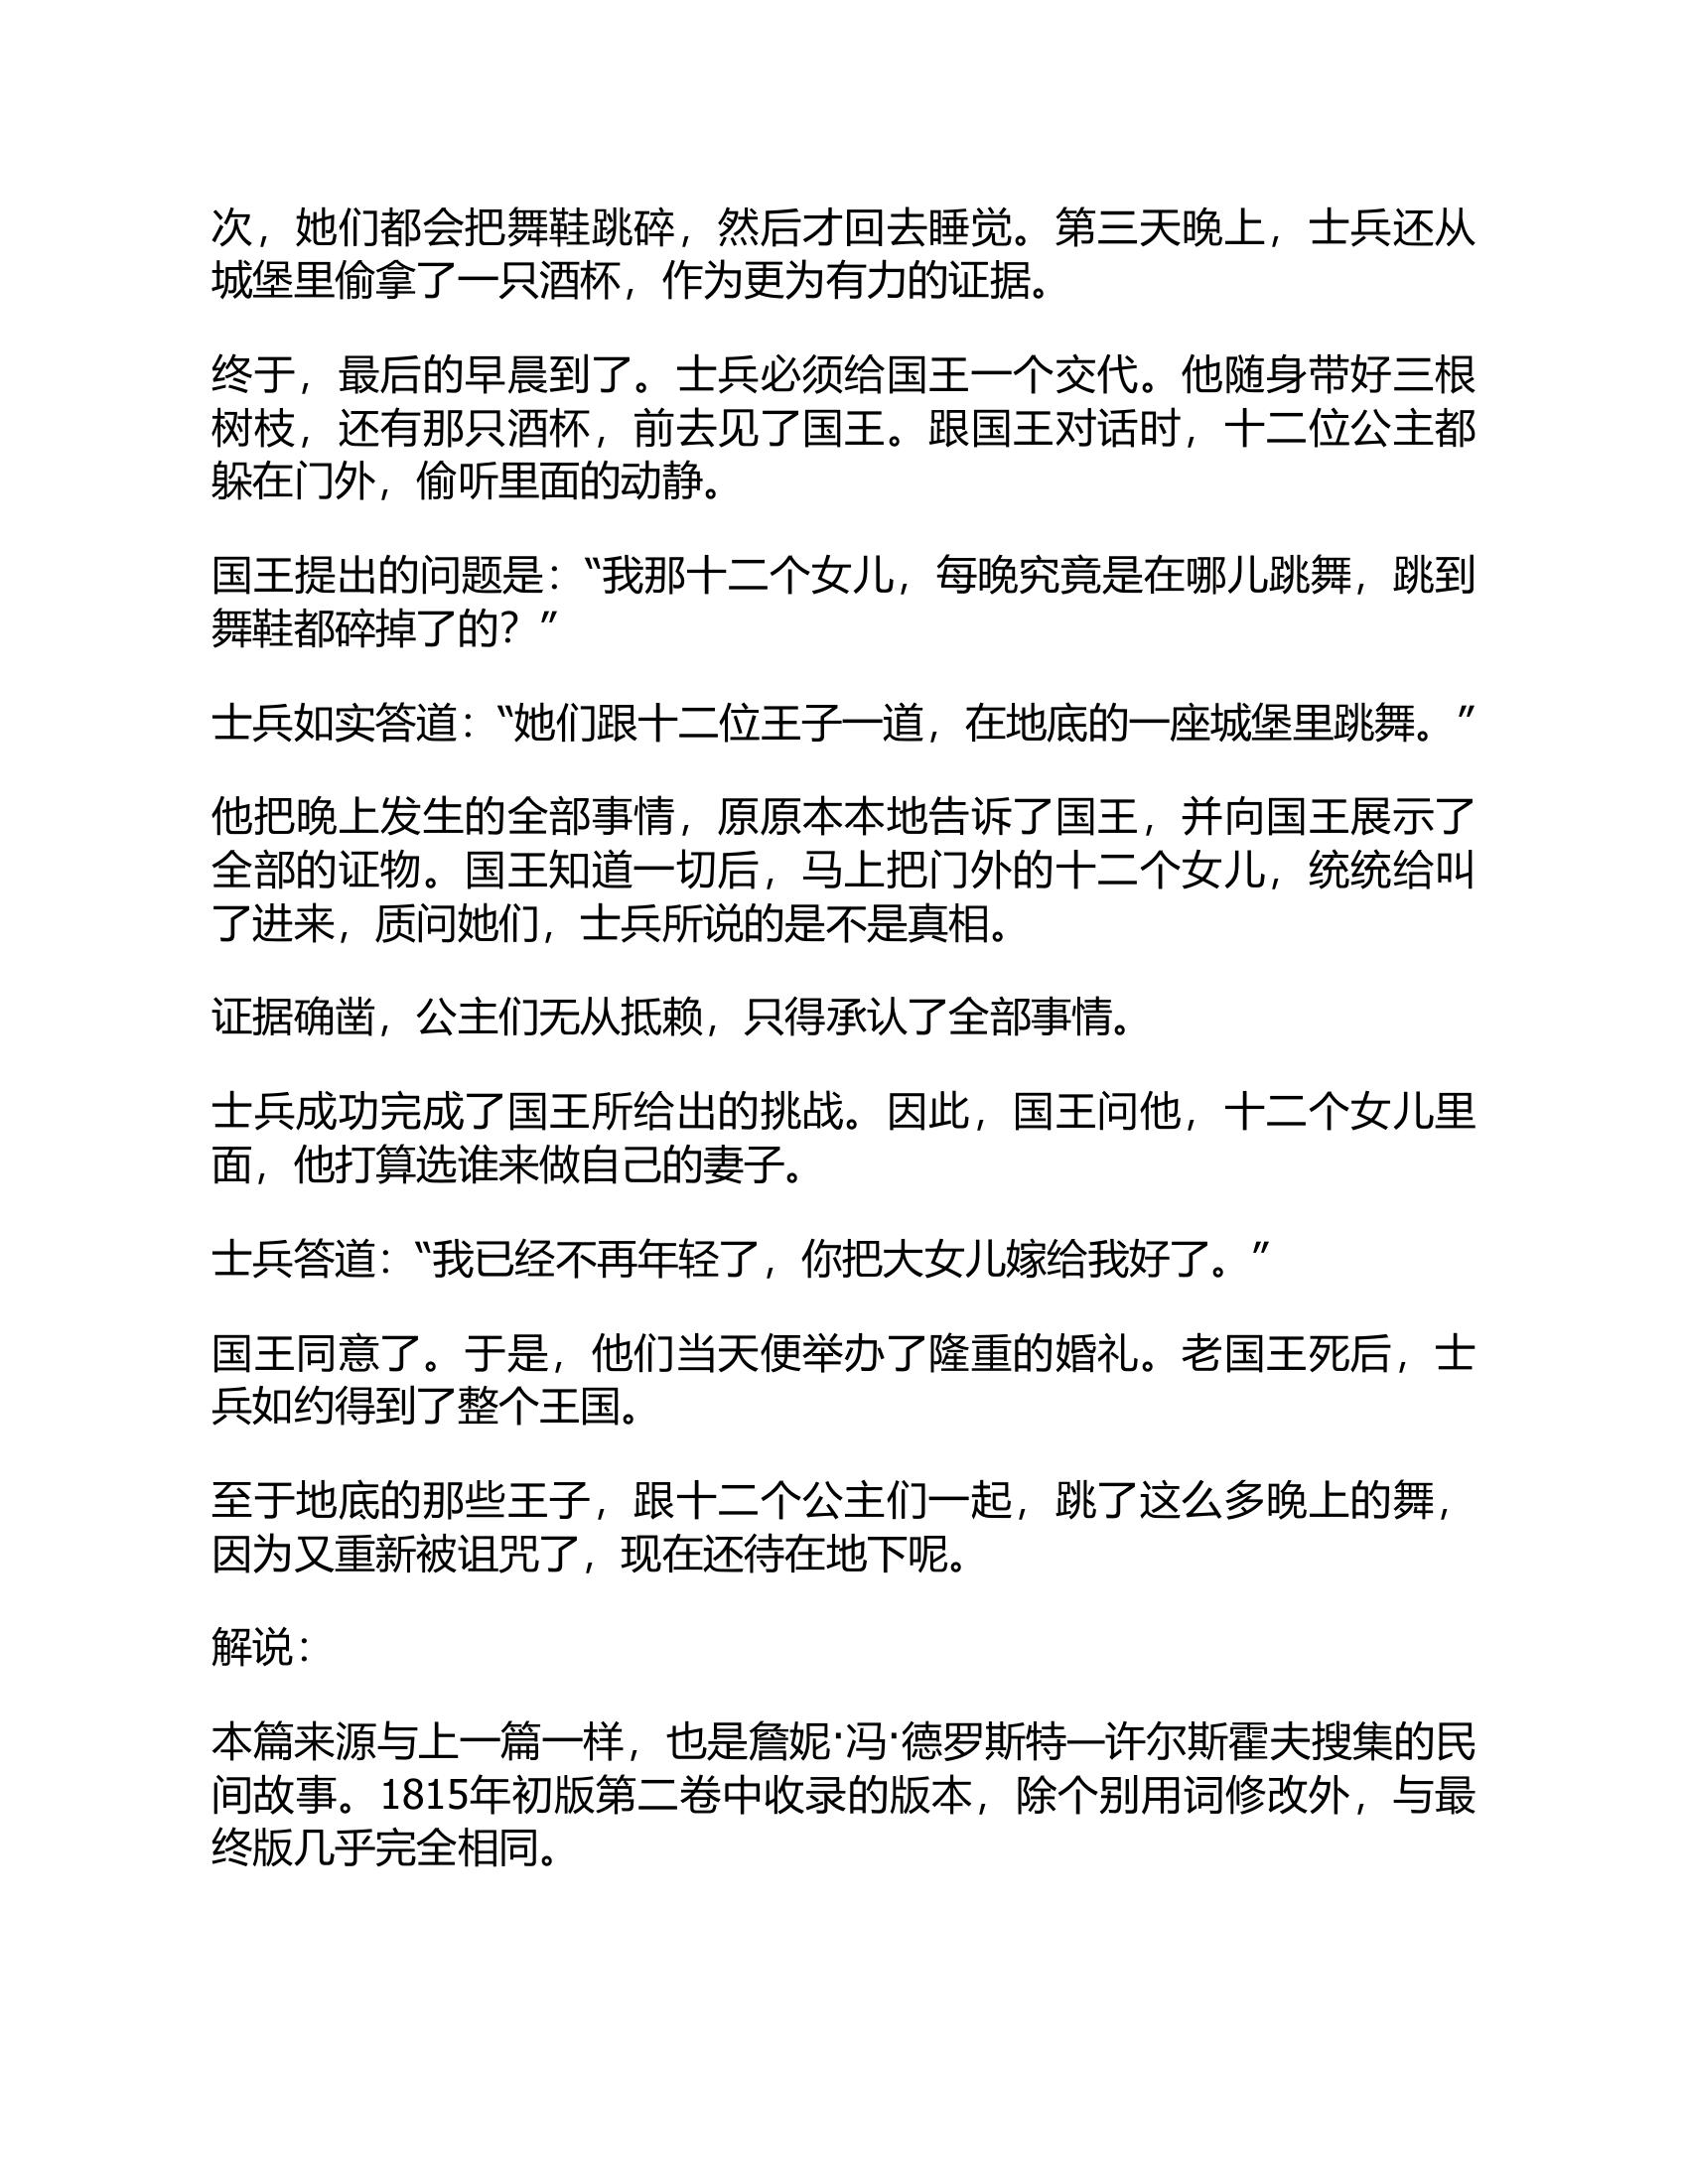 次，她们都会把舞鞋跳碎，然后才回去睡觉。第三天晚上，士兵还从
城堡里偷拿了一只酒杯，作为更为有力的证据。
终于，最后的早晨到了。士兵必须给国王一个交代。他随身带好三根
树枝，还有那只酒杯，前去见了国王。跟国王对话时，十二位公主都
躲在门外，偷听里面的动静。
国王提出的问题是：“我那十二个女儿，每晚究竟是在哪儿跳舞，跳到
舞鞋都碎掉了的？”
士兵如实答道：“她们跟十二位王子一道，在地底的一座城堡里跳舞。”
他把晚上发生的全部事情，原原本本地告诉了国王，并向国王展示了
全部的证物。国王知道一切后，马上把门外的十二个女儿，统统给叫
了进来，质问她们，士兵所说的是不是真相。
证据确凿，公主们无从抵赖，只得承认了全部事情。
士兵成功完成了国王所给出的挑战。因此，国王问他，十二个女儿里
面，他打算选谁来做自己的妻子。
士兵答道：“我已经不再年轻了，你把大女儿嫁给我好了。”
国王同意了。于是，他们当天便举办了隆重的婚礼。老国王死后，士
兵如约得到了整个王国。
至于地底的那些王子，跟十二个公主们一起，跳了这么多晚上的舞，
因为又重新被诅咒了，现在还待在地下呢。
解说：
本篇来源与上一篇一样，也是詹妮·冯·德罗斯特—许尔斯霍夫搜集的民
间故事。1815年初版第二卷中收录的版本，除个别用词修改外，与最
终版几乎完全相同。